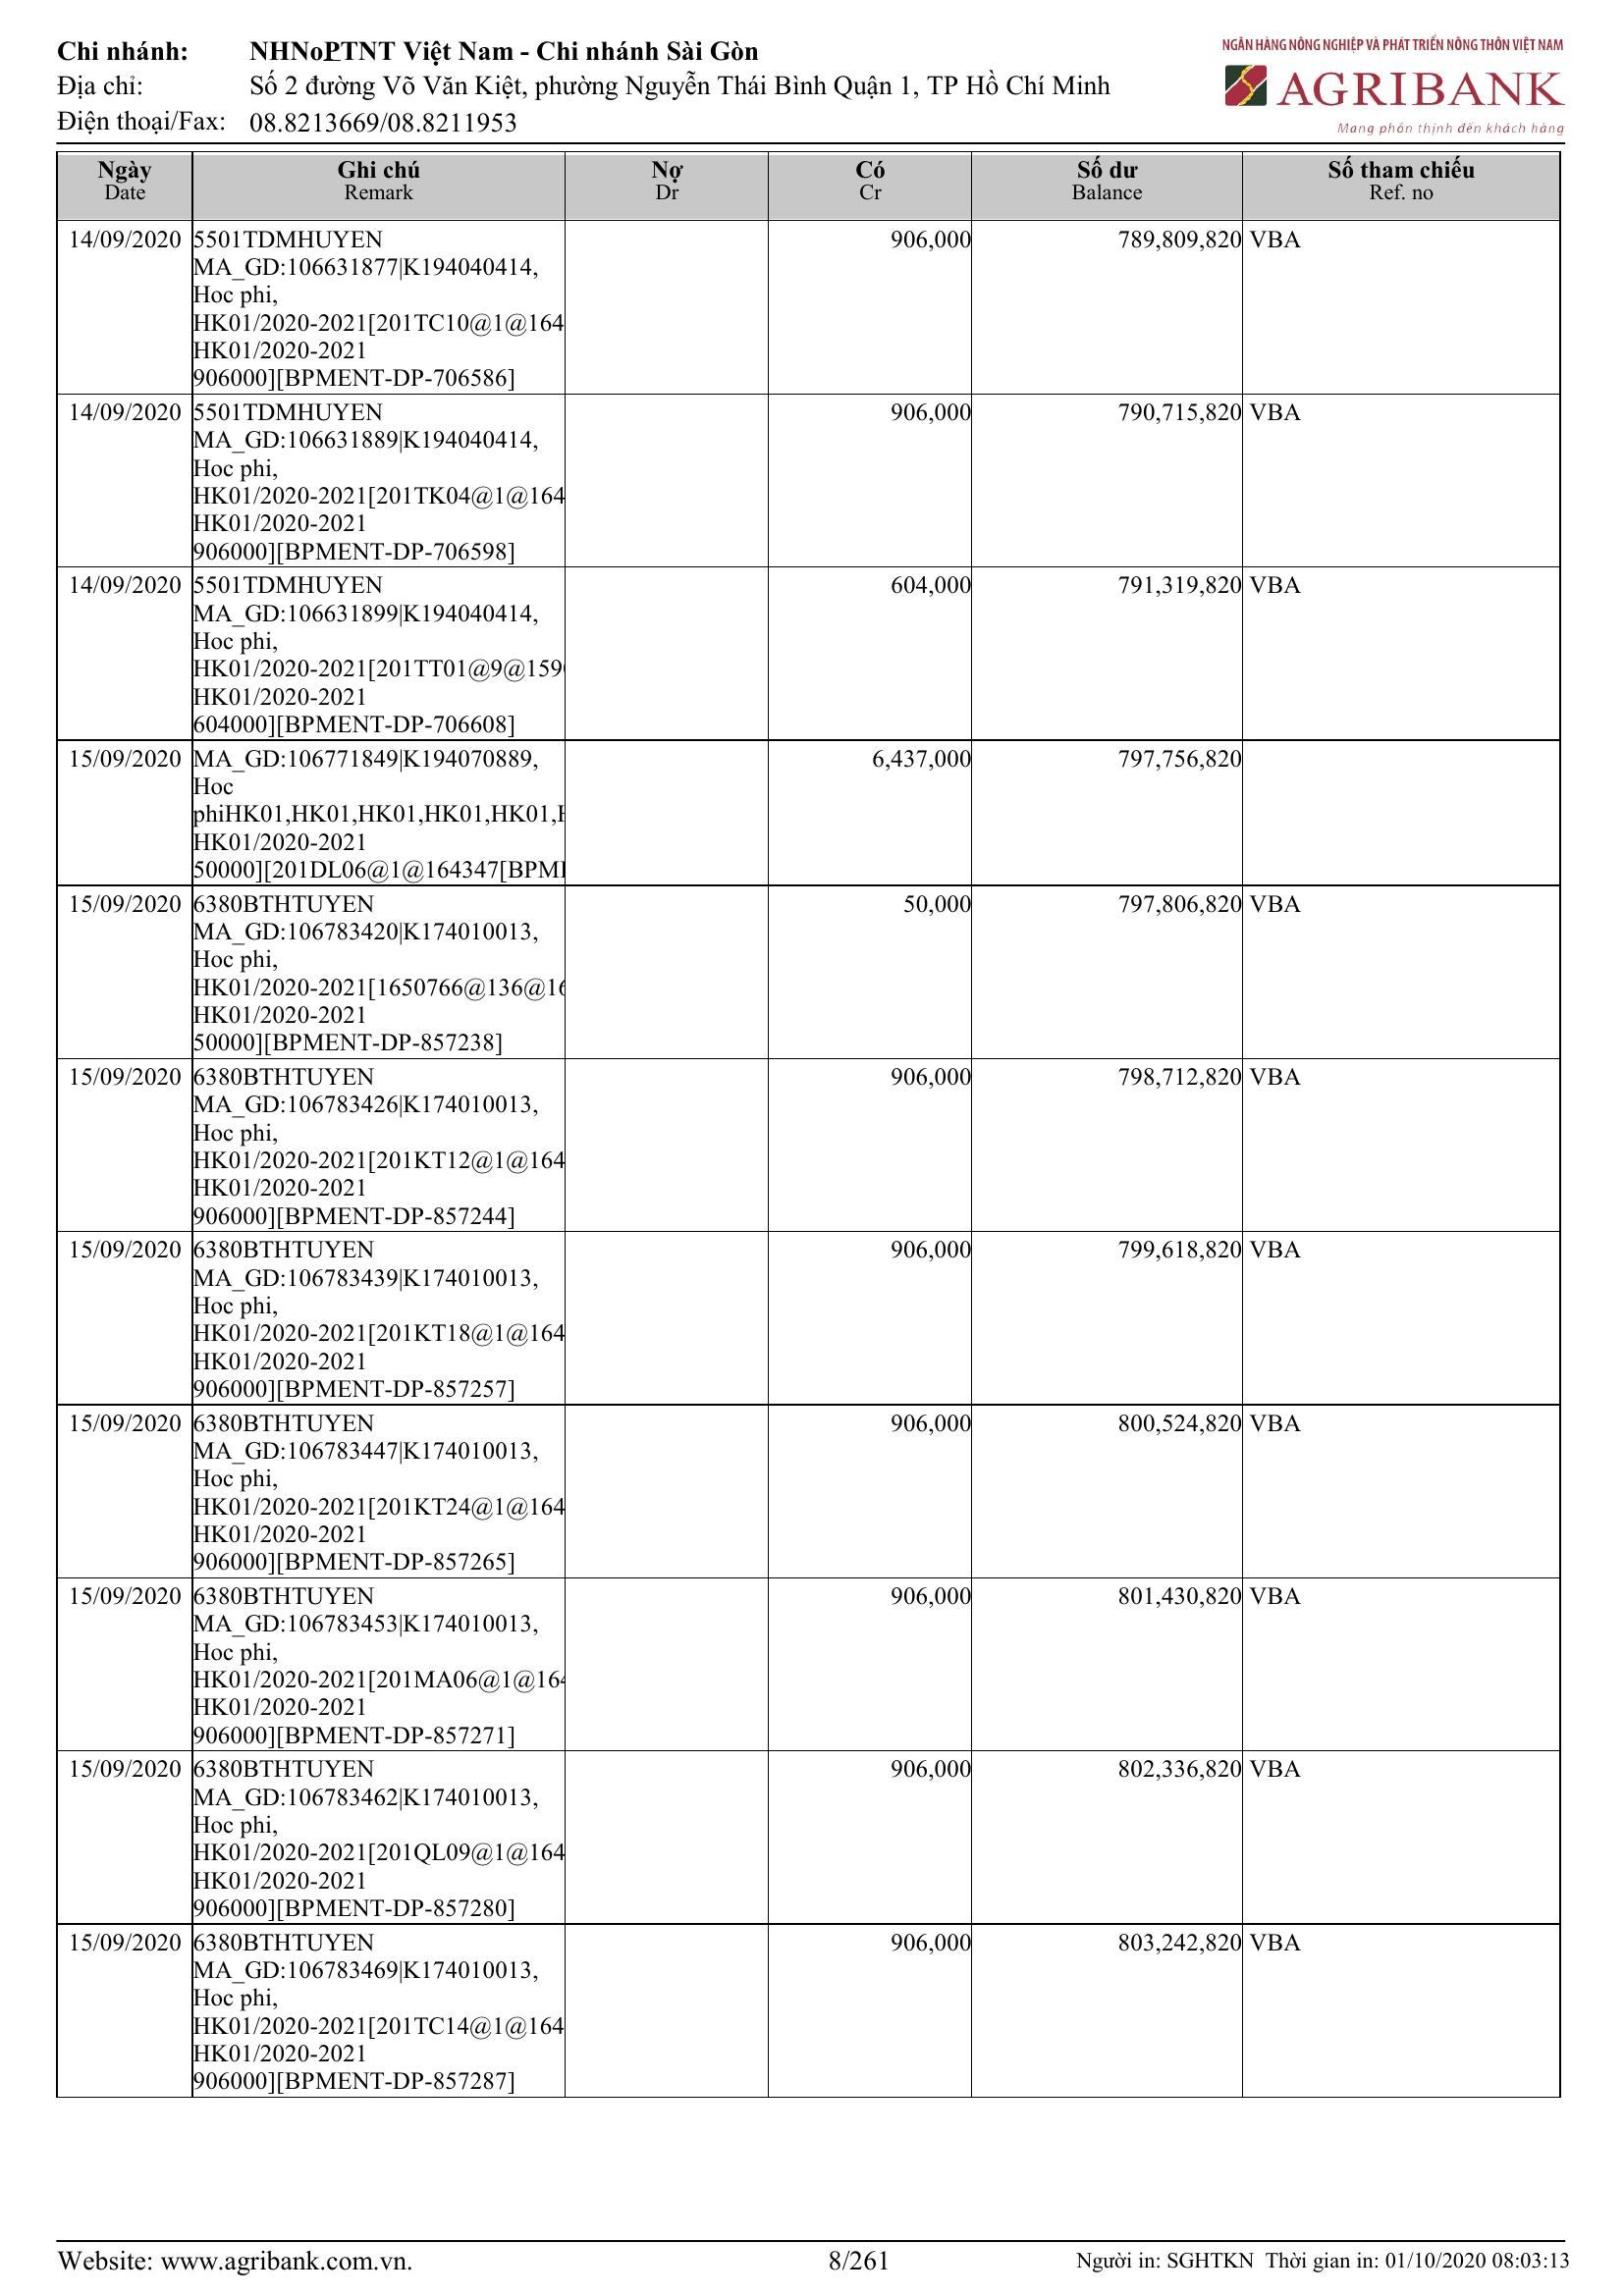 Chi nhánh: NHNoPTNT Việt Nam - Chi nhánh Sài Gòn
Địa chỉ: Số 2 đường Võ Văn Kiệt, phường Nguyễn Thái Bình Quận 1, TP Hồ Chí Minh
Điện thoại/Fax: 08.8213669/08.8211953
NGÂN HÀNG NÔNG NGHIỆP VÀ PHÁT TRIỂN NÔNG THÔN VIỆT NAM
AGRIBANK
Mang phồn thịnh đến khách hàng
Ngày Ghi chú Nợ Có Số dư Số tham chiếu
Date Remark Dr Cr Balance Ref. no
14/09/2020 5501TDMHUYEN 906,000 789,809,820 VBA
MA_GD:106631877|K194040414,
Hoc phi,
HK01/2020-2021[201TC10@1@164
HK01/2020-2021
906000][BPMENT-DP-706586]
14/09/2020 5501TDMHUYEN 906,000 790,715,820 VBA
MA_GD:106631889|K194040414,
Hoc phi,
HK01/2020-2021[201TK04@1@164
HK01/2020-2021
906000][BPMENT-DP-706598]
14/09/2020 5501TDMHUYEN 604,000 791,319,820 VBA
MA_GD:106631899|K194040414,
Hoc phi,
HK01/2020-2021[201TT01@9@159
HK01/2020-2021
604000][BPMENT-DP-706608]
15/09/2020 MA_GD:106771849|K194070889, 6,437,000 797,756,820
Hoc
phiHK01,HK01,HK01,HK01,HK01,H
HK01/2020-2021
50000][201DL06@1@164347[BPM
15/09/2020 6380BTHTUYEN 50,000 797,806,820 VBA
MA_GD:106783420|K174010013,
Hoc phi,
HK01/2020-2021[1650766@136@16
HK01/2020-2021
50000][BPMENT-DP-857238]
15/09/2020 6380BTHTUYEN 906,000 798,712,820 VBA
MA_GD:106783426|K174010013,
Hoc phi,
HK01/2020-2021[201KT12@1@164
HK01/2020-2021
906000][BPMENT-DP-857244]
15/09/2020 6380BTHTUYEN 906,000 799,618,820 VBA
MA_GD:106783439|K174010013,
Hoc phi,
HK01/2020-2021[201KT18@1@164
HK01/2020-2021
906000][BPMENT-DP-857257]
15/09/2020 6380BTHTUYEN 906,000 800,524,820 VBA
MA_GD:106783447|K174010013,
Hoc phi,
HK01/2020-2021[201KT24@1@164
HK01/2020-2021
906000][BPMENT-DP-857265]
15/09/2020 6380BTHTUYEN 906,000 801,430,820 VBA
MA_GD:106783453|K174010013,
Hoc phi,
HK01/2020-2021[201MA06@1@164
HK01/2020-2021
906000][BPMENT-DP-857271]
15/09/2020 6380BTHTUYEN 906,000 802,336,820 VBA
MA_GD:106783462|K174010013,
Hoc phi,
HK01/2020-2021[201QL09@1@164
HK01/2020-2021
906000][BPMENT-DP-857280]
15/09/2020 6380BTHTUYEN 906,000 803,242,820 VBA
MA_GD:106783469|K174010013,
Hoc phi,
HK01/2020-2021[201TC14@1@164
HK01/2020-2021
906000][BPMENT-DP-857287]
Website: www.agribank.com.vn. 8/261 Người in: SGHTKN Thời gian in: 01/10/2020 08:03:13